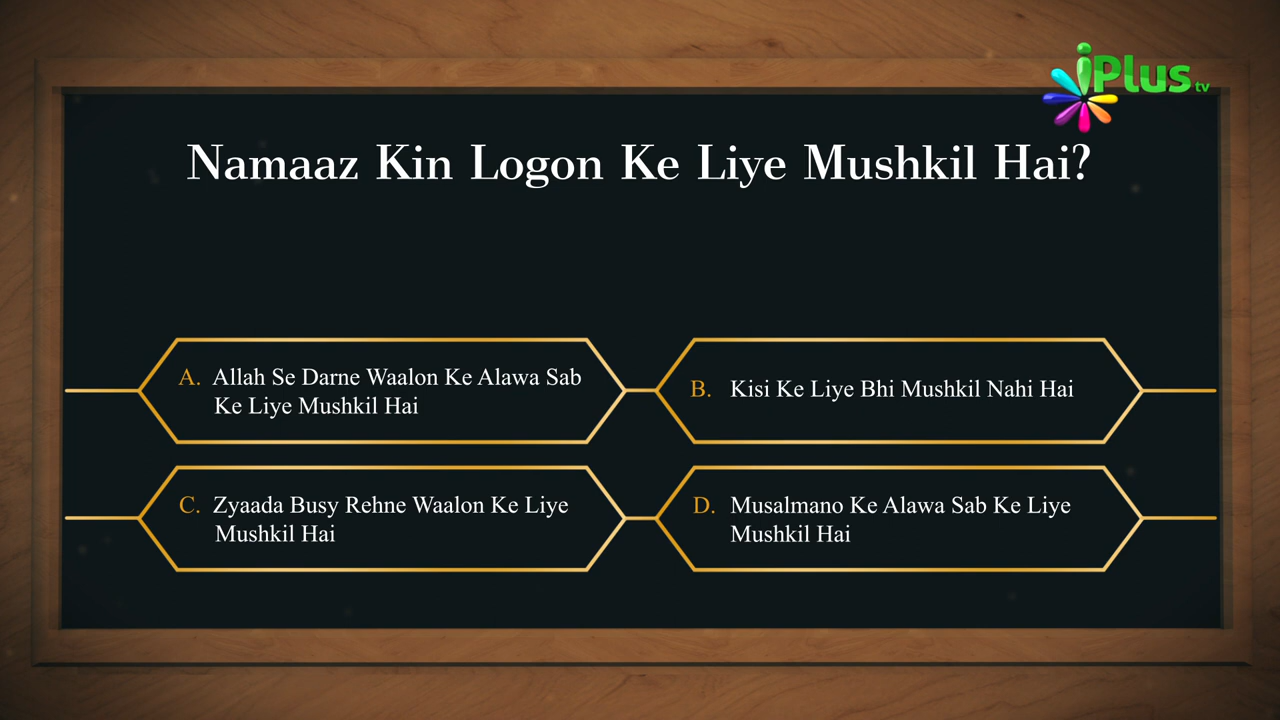 iPlus tv
Namaaz Kin Logon Ke Liye Mushkil Hai?
A. Allah Se Darne Waalon Ke Alawa Sab
Ke Liye Mushkil Hai
B. Kisi Ke Liye Bhi Mushkil Nahi Hai
C. Zyaada Busy Rehne Waalon Ke Liye
Mushkil Hai
D. Musalmano Ke Alawa Sab Ke Liye
Mushkil Hai